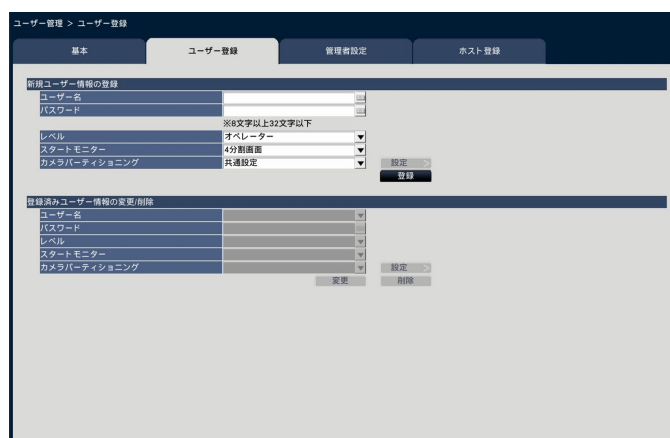 ユーザー管理 > ユーザー登録
基本 ユーザー登録 管理者設定 ホスト登録
新規ユーザー情報の登録
ユーザー名
パスワード
※8文字以上32文字以下
レベル オペレーター
スタートモニター 4分割画面
カメラパーティショニング 共通設定 設定 >
登録
登録済みユーザー情報の変更/削除
ユーザー名
パスワード
レベル
スタートモニター
カメラパーティショニング 設定 >
変更 削除